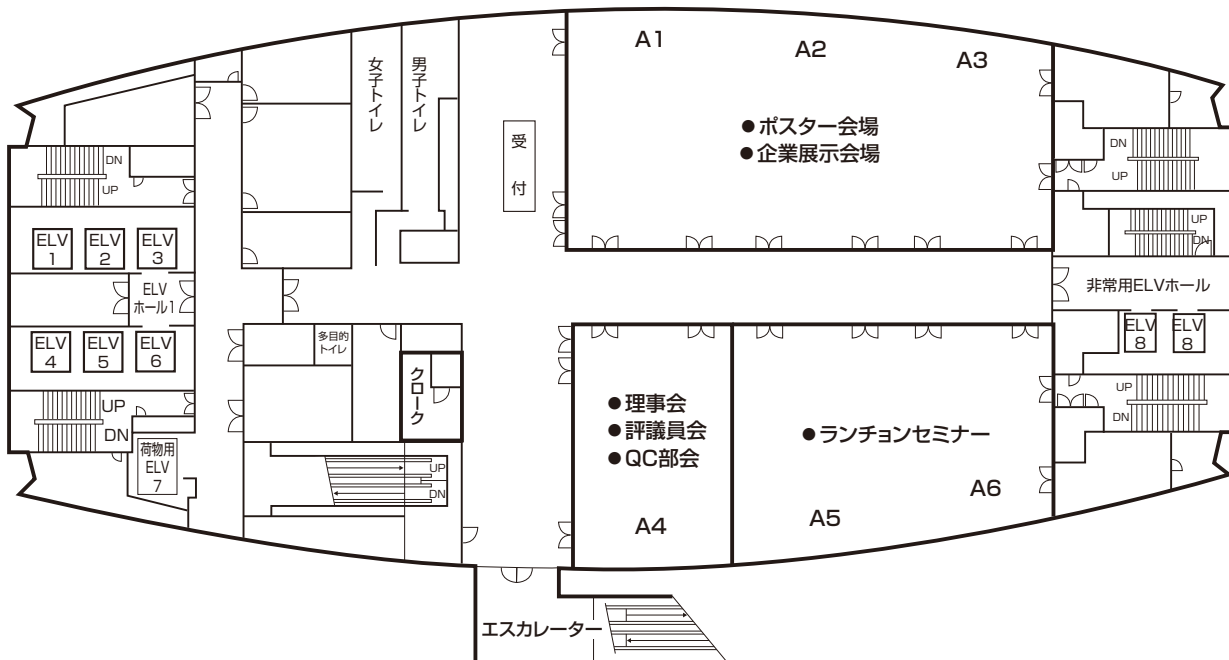 A1
A2
A3
女子トイレ
男子トイレ
受付
●ポスター会場
●企業展示会場
DN
UP
DN
UP
UP
DN
ELV
1
ELV
2
ELV
3
ELV
ホール1
非常用ELVホール
ELV
4
ELV
5
ELV
6
多目的
トイレ
ELV
8
ELV
8
クローク
UP
DN
UP
DN
●理事会
●評議員会
●QC部会
●ランチョンセミナー
荷物用
ELV
7
UP
DN
A4
A5
A6
エスカレーター